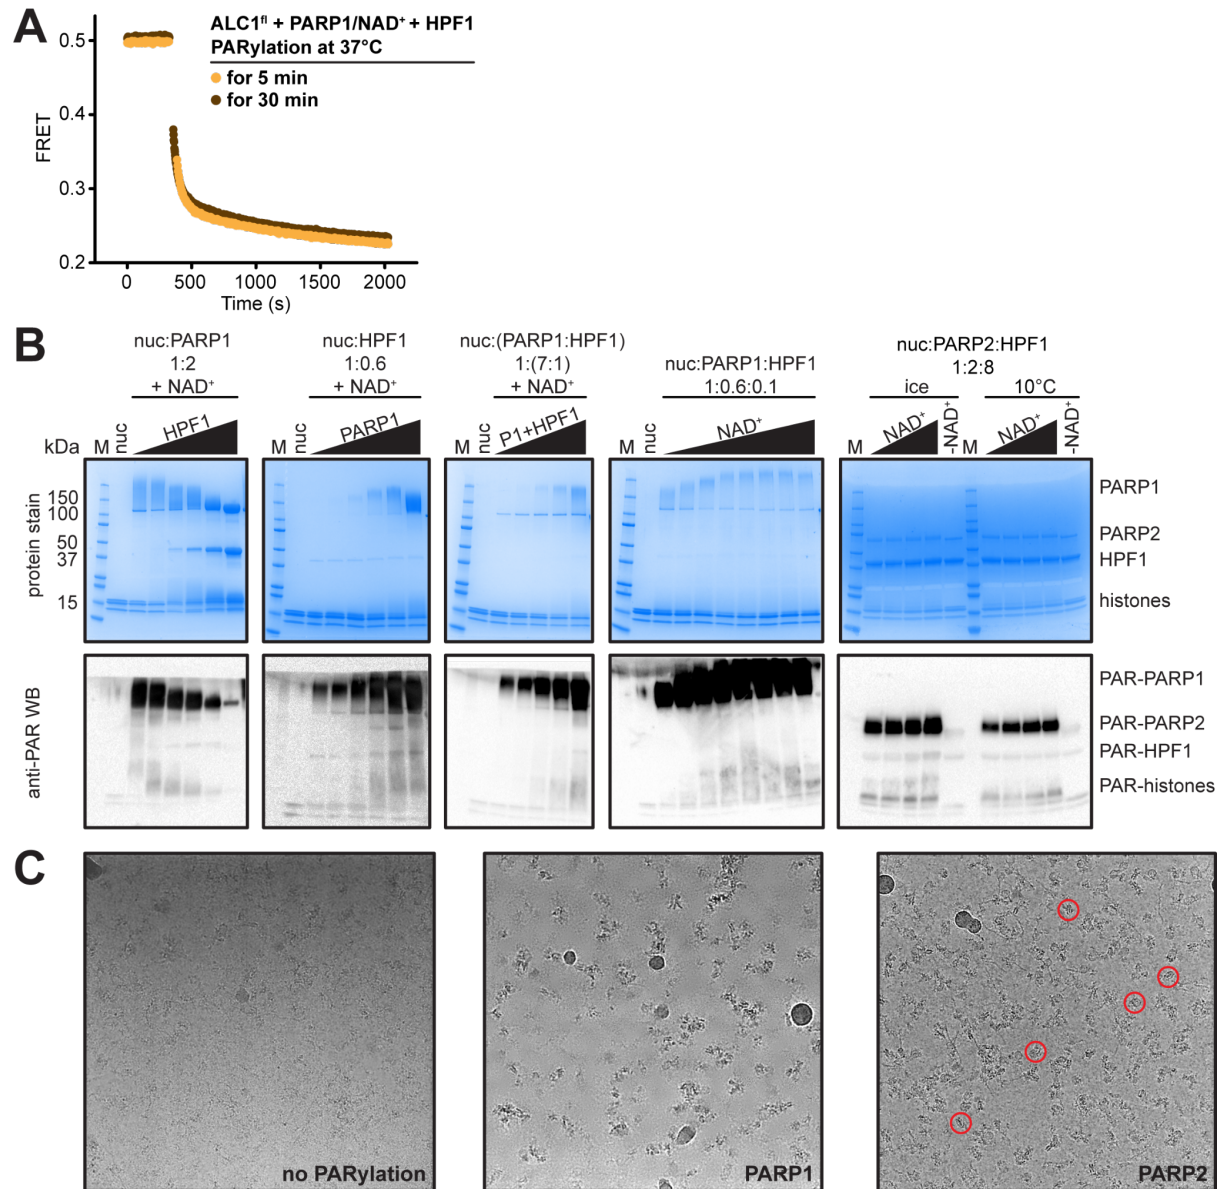 A
ALC1fl + PARP1/NAD+ + HPF1
PARylation at 37°C
for 5 min
for 30 min
0.5
0.4
0.3
0.2
FRET
0
500
1000
1500
2000
Time (s)
B
nuc:PARP1
1:2
+ NAD+
nuc:HPF1
1:0.6
+ NAD+
nuc:(PARP1:HPF1)
1:(7:1)
+ NAD+
nuc:PARP1:HPF1
1:0.6:0.1
nuc:PARP2:HPF1
1:2:8
ice
10°C
kDa
M
nuc
HPF1
M
nuc
PARP1
M
nuc
P1+HPF1
M
nuc
NAD+
M
NAD+
-NAD+
M
NAD+
-NAD+
150
100
50
37
15
protein stain
PARP1
PARP2
HPF1
histones
anti-PAR WB
PAR-PARP1
PAR-PARP2
PAR-HPF1
PAR-histones
C
no PARylation
PARP1
PARP2